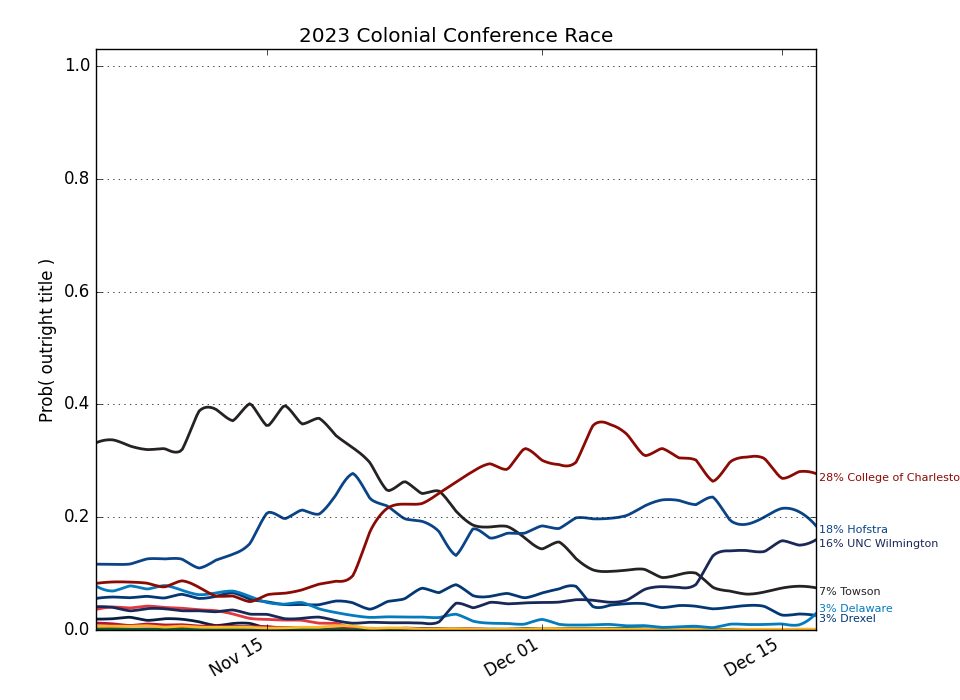 2023 Colonial Conference Race
Prob( outright title )
1.0
0.8
0.6
0.4
0.2
0.0
Nov 15
Dec 01
Dec 15
28% College of Charlesto
18% Hofstra
16% UNC Wilmington
7% Towson
3% Delaware
3% Drexel